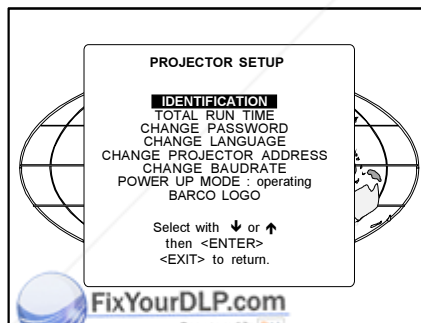 PROJECTOR SETUP
IDENTIFICATION
TOTAL RUN TIME
CHANGE PASSWORD
CHANGE LANGUAGE
CHANGE PROJECTOR ADDRESS
CHANGE BAUDRATE
POWER UP MODE : operating
BARCO LOGO
Select with ↓ or ↑
then <ENTER>
<EXIT> to return.
FixYourDLP.com